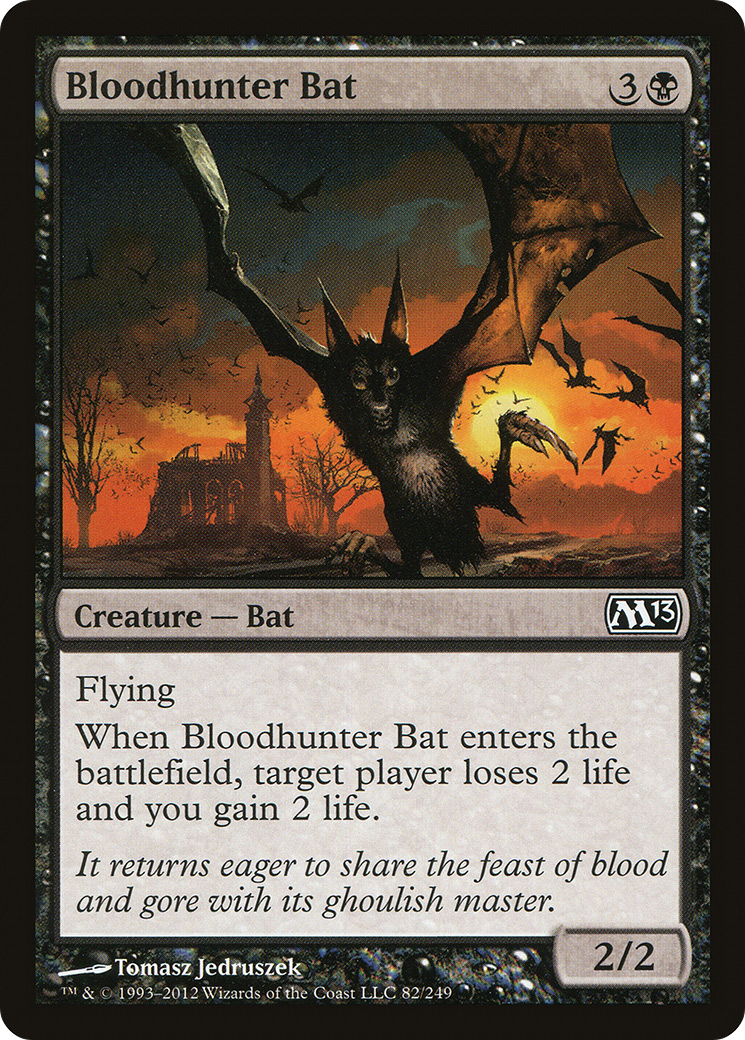 Bloodhunter Bat 3
Creature — Bat M13
Flying
When Bloodhunter Bat enters the
battlefield, target player loses 2 life
and you gain 2 life.
It returns eager to share the feast of blood
and gore with its ghoulish master.
2/2
Tomasz Jedruszek
™ & © 1993–2012 Wizards of the Coast LLC 82/249